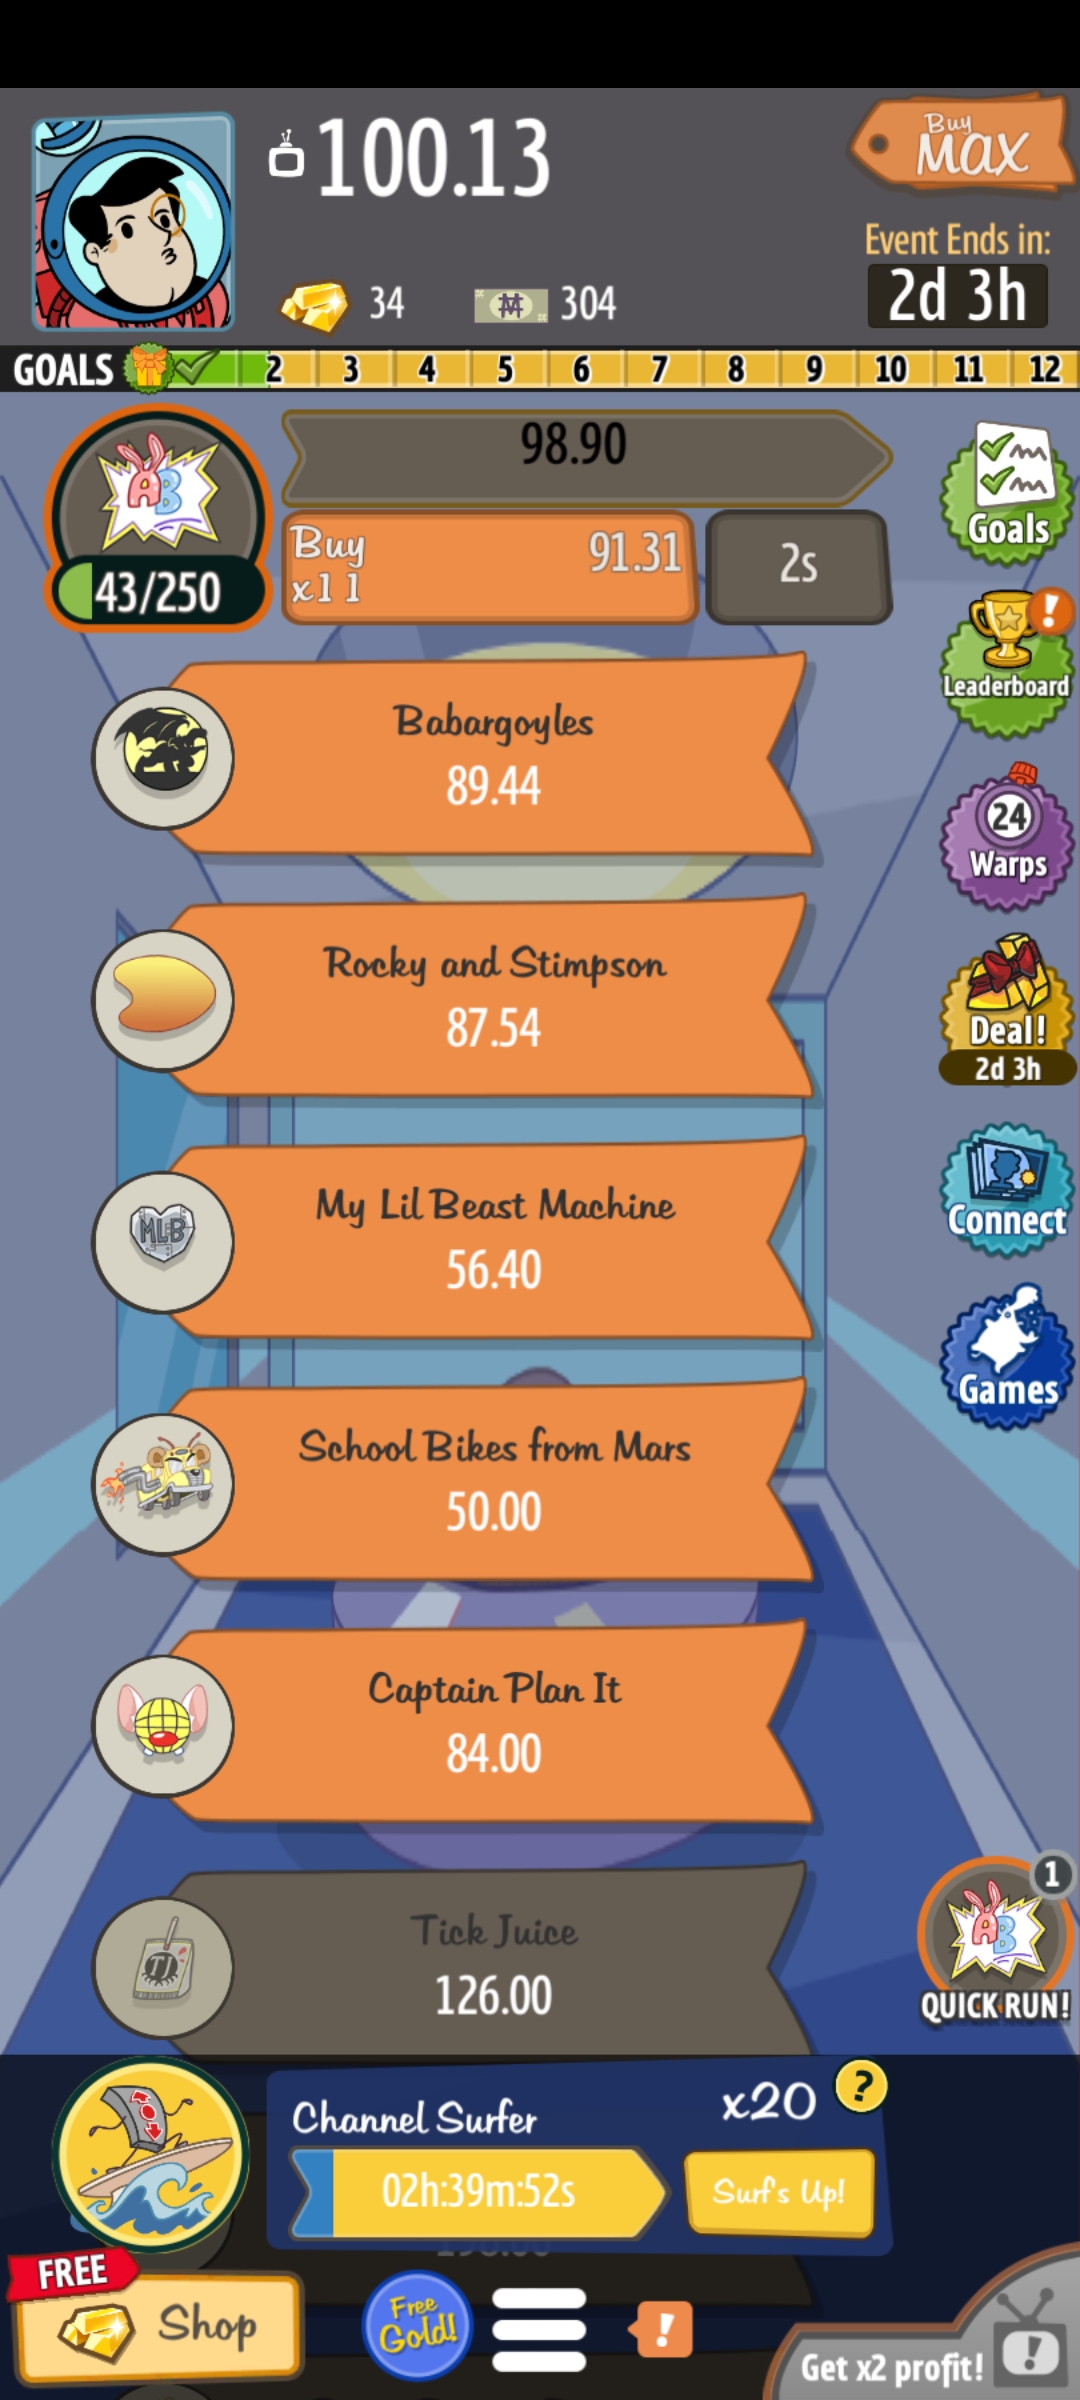 100.13
Buy
MAX
Event Ends in:
2d 3h
34
304
GOALS 2 3 4 5 6 7 8 9 10 11 12
AB
98.90
43/250
Buy
x11
91.31
2s
Goals
Leaderboard
Babargoyles
89.44
24
Warps
Rocky and Stimpson
87.54
Deal!
2d 3h
MLB
My Lil Beast Machine
56.40
Connect
School Bikes from Mars
50.00
Games
Captain Plan It
84.00
TJ
Tick Juice
126.00
1
AB
QUICK RUN!
Channel Surfer
x20
?
02h:39m:52s
Surf's Up!
FREE
Shop
Free
Gold!
!
Get x2 profit!